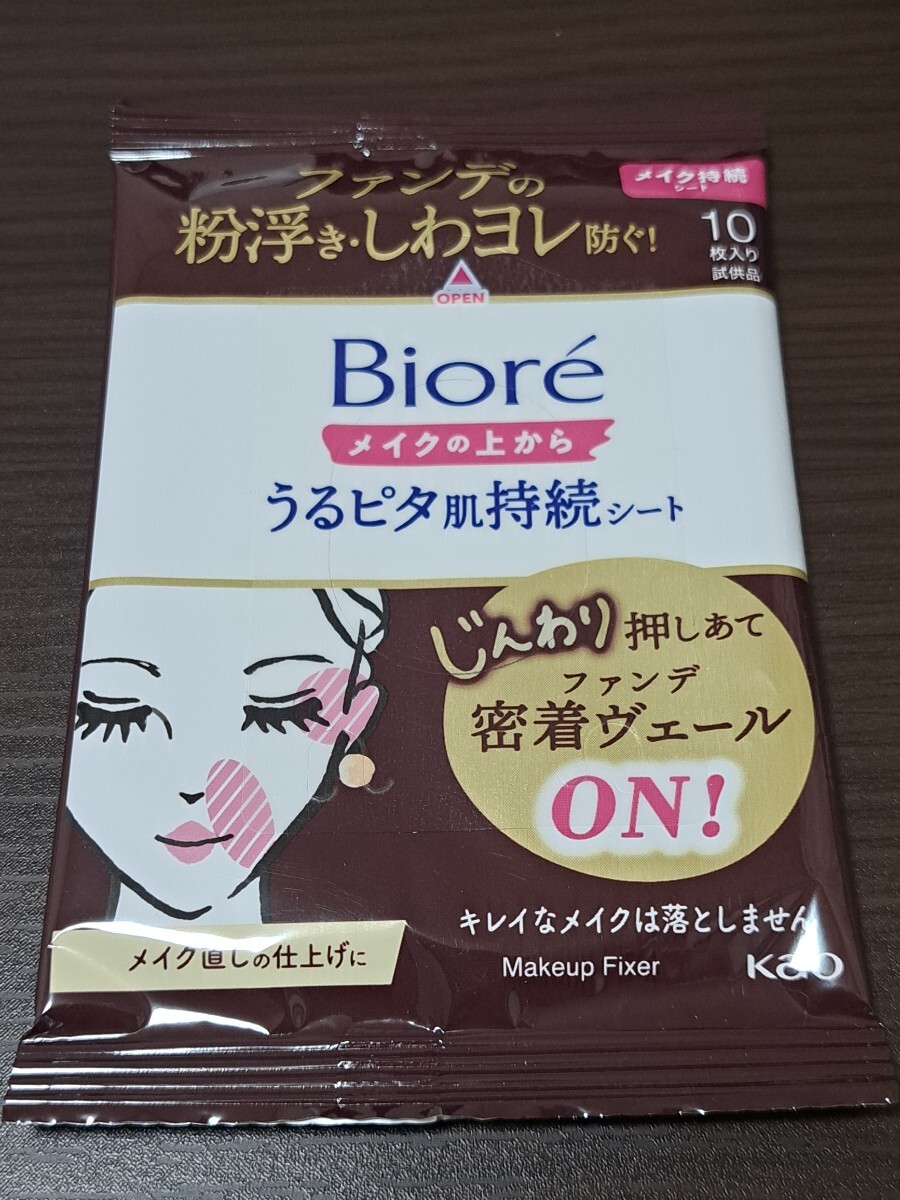 ファンデの
粉浮き・しわヨレ防ぐ!
メイク持続
シート
10
枚入り
試供品
OPEN
Bioré
メイクの上から
うるピタ肌持続シート
じんわり押しあて
ファンデ
密着ヴェール
ON!
キレイなメイクは落としません
メイク直しの仕上げに
Makeup Fixer
Kao